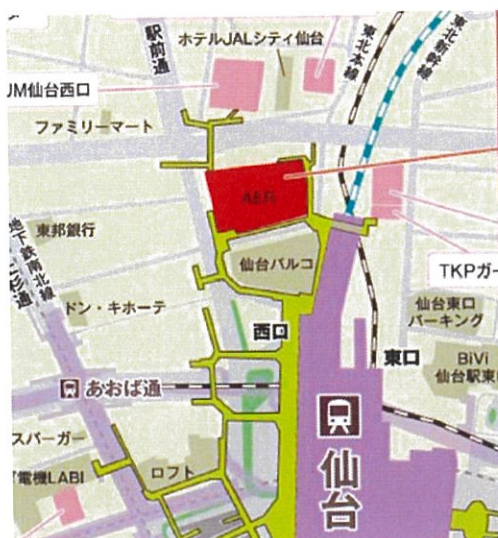 駅前通
ホテルJALシティ仙台
東北本線
東北新幹線
UM仙台西口
ファミリーマート
AER
東邦銀行
地下鉄南北線
仙台パルコ
TKPガー
ドン・キホーテ
仙台東口
パーキング
西口
東口
BiVi
仙台駅東
あおば通
スバーガー
電機LABI
ロフト
仙台